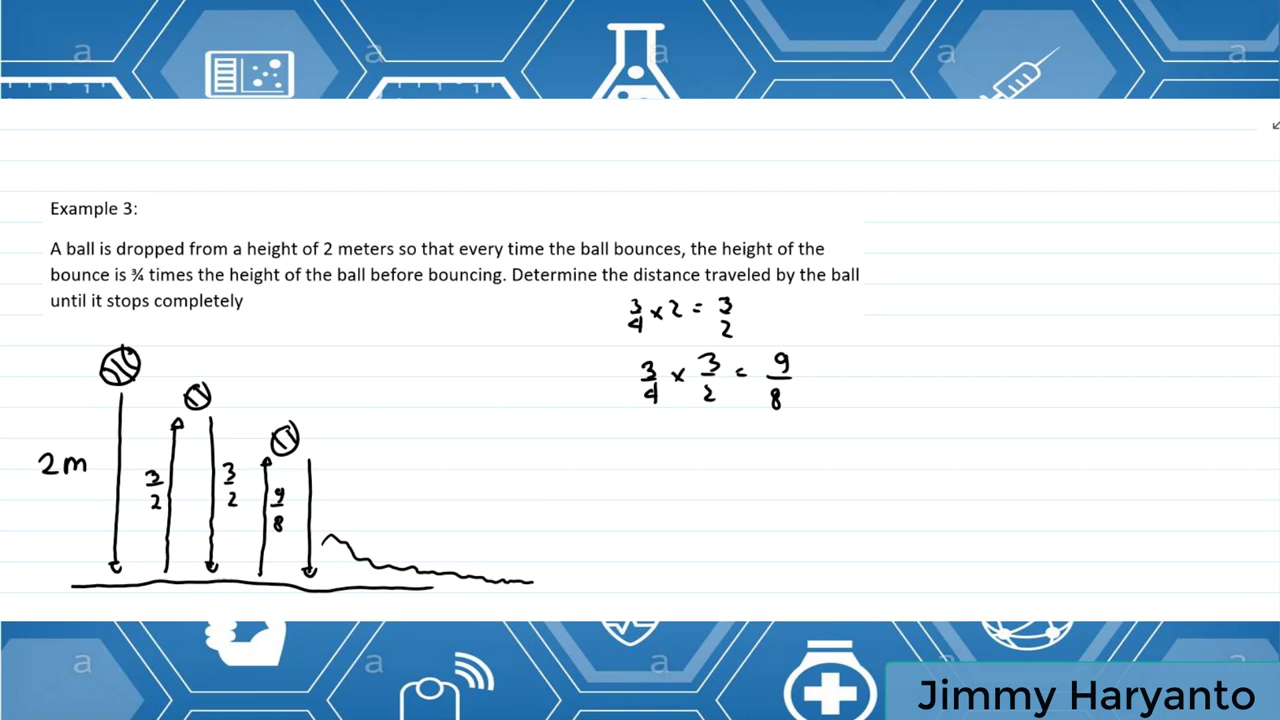 Example 3:
A ball is dropped from a height of 2 meters so that every time the ball bounces, the height of the
bounce is ¾ times the height of the ball before bouncing. Determine the distance traveled by the ball
until it stops completely
3/4 × 2 = 3/2
3/4 × 3/2 = 9/8
2m
3/2
3/2
9/8
Jimmy Haryanto
a a a a a
a a a a